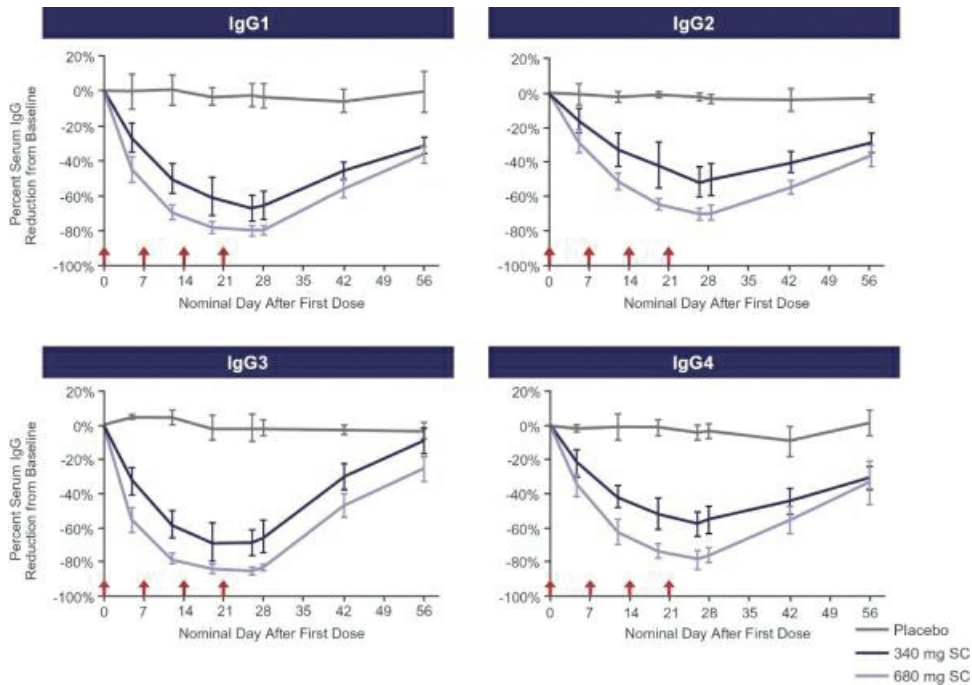 IgG1
IgG2
Percent Serum IgG
Reduction from Baseline
20%
0%
-20%
-40%
-60%
-80%
-100%
0 7 14 21 28 35 42 49 56
Nominal Day After First Dose
20%
0%
-20%
-40%
-60%
-80%
-100%
0 7 14 21 28 35 42 49 56
Nominal Day After First Dose
IgG3
IgG4
Percent Serum IgG
Reduction from Baseline
20%
0%
-20%
-40%
-60%
-80%
-100%
0 7 14 21 28 35 42 49 56
Nominal Day After First Dose
20%
0%
-20%
-40%
-60%
-80%
-100%
0 7 14 21 28 35 42 49 56
Nominal Day After First Dose
Placebo
340 mg SC
680 mg SC